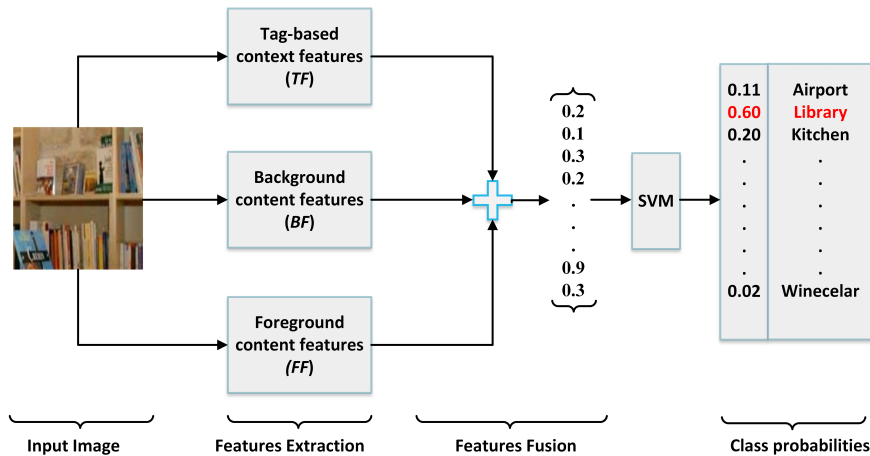 Tag-based
context features
(TF)
Background
content features
(BF)
Foreground
content features
(FF)
0.2
0.1
0.3
0.2
.
.
.
0.9
0.3
SVM
0.11 Airport
0.60 Library
0.20 Kitchen
. .
. .
. .
. .
. .
. .
0.02 Winecelar
Input Image
Features Extraction
Features Fusion
Class probabilities